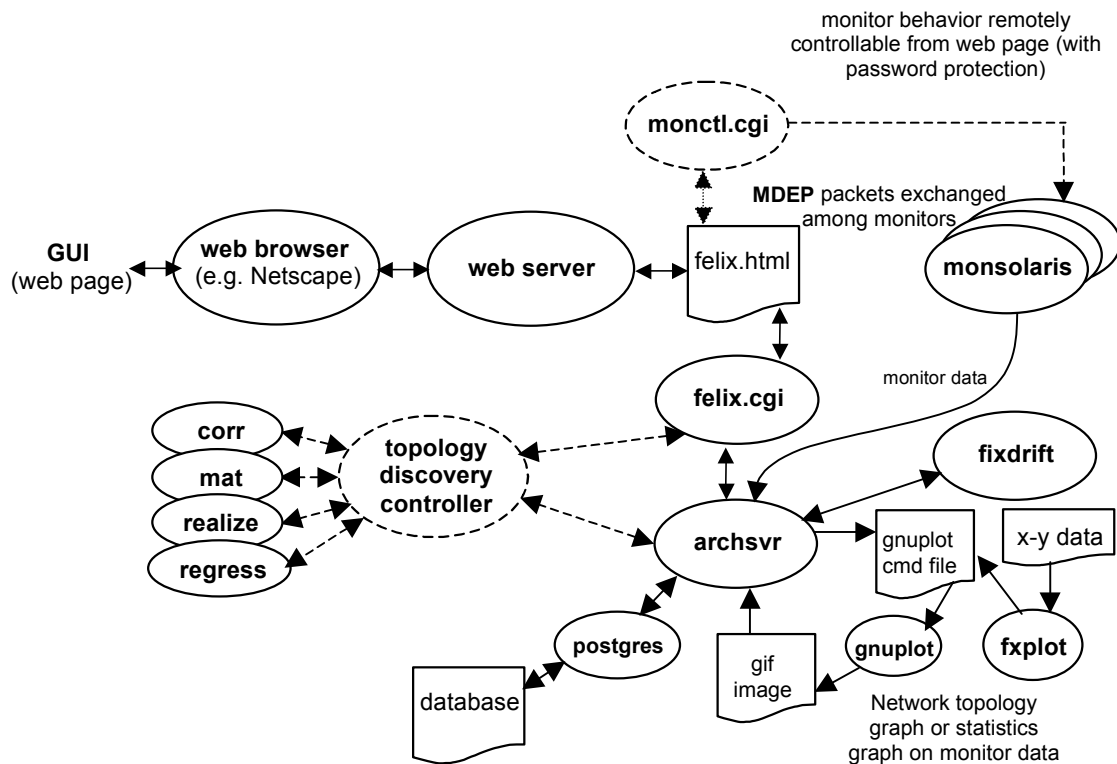 monitor behavior remotely
controllable from web page (with
password protection)
monctl.cgi
MDEP packets exchanged
among monitors
GUI
(web page)
web browser
(e.g. Netscape)
web server
felix.html
monsolaris
monitor data
felix.cgi
corr
mat
realize
regress
topology
discovery
controller
fixdrift
archsvr
gnuplot
cmd file
x-y data
postgres
gif
image
gnuplot
fxplot
database
Network topology
graph or statistics
graph on monitor data